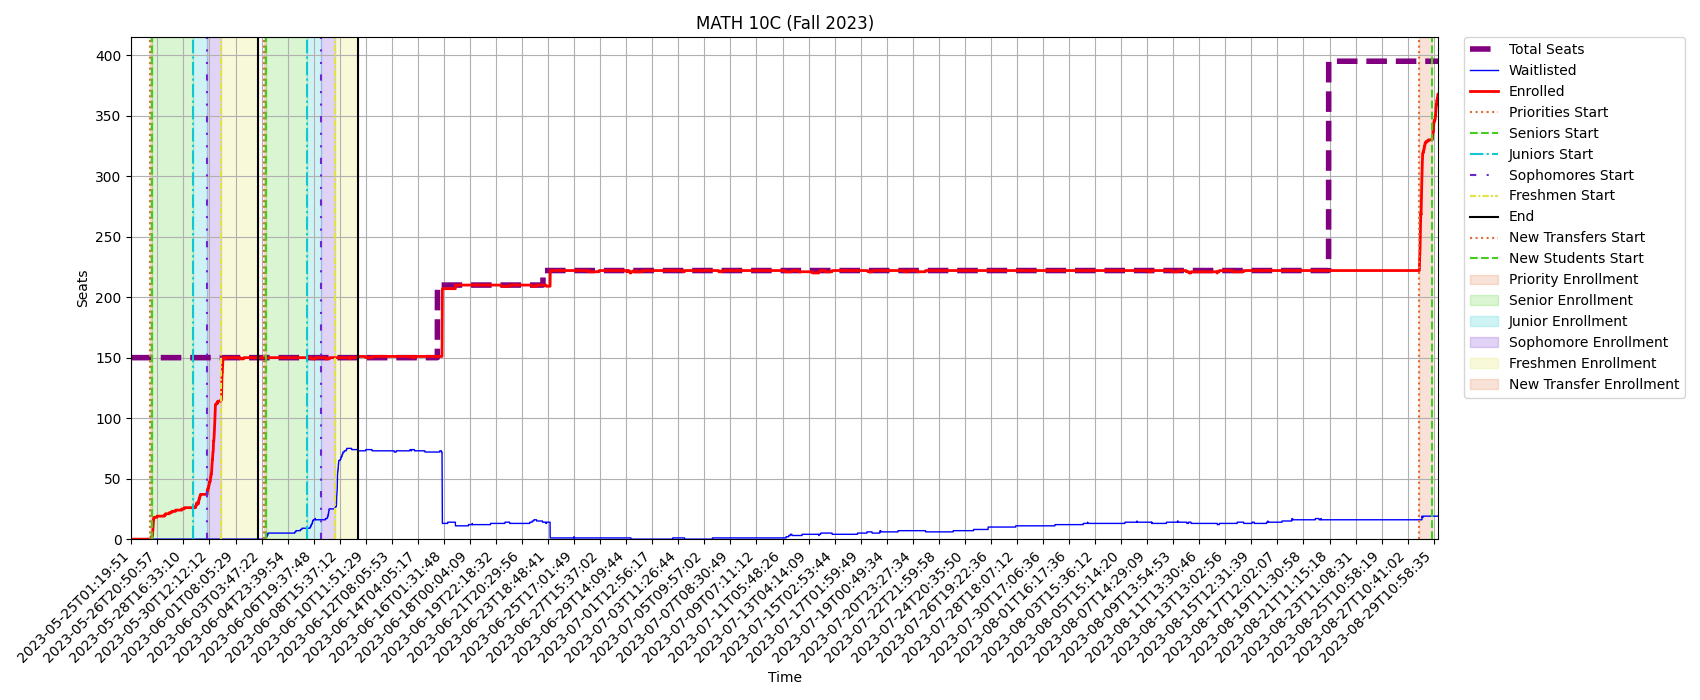 MATH 10C (Fall 2023)
Seats
400
350
300
250
200
150
100
50
0
2023-05-25T01:19:51
2023-05-26T20:50:57
2023-05-28T16:33:10
2023-05-30T12:12:12
2023-06-01T08:05:29
2023-06-03T03:47:22
2023-06-04T23:39:54
2023-06-06T19:37:48
2023-06-08T15:37:12
2023-06-10T11:51:29
2023-06-12T08:05:53
2023-06-14T04:05:17
2023-06-16T01:31:48
2023-06-18T00:04:09
2023-06-19T22:18:32
2023-06-21T20:29:56
2023-06-23T18:48:41
2023-06-25T17:01:49
2023-06-27T15:37:02
2023-06-29T14:09:44
2023-07-01T12:56:17
2023-07-03T11:26:44
2023-07-05T09:57:02
2023-07-07T08:30:49
2023-07-09T07:11:12
2023-07-11T05:48:26
2023-07-13T04:14:09
2023-07-15T02:53:44
2023-07-17T01:59:49
2023-07-19T00:49:34
2023-07-20T23:27:34
2023-07-22T21:59:58
2023-07-24T20:35:50
2023-07-26T19:22:36
2023-07-28T18:07:12
2023-07-30T17:06:36
2023-08-01T16:17:36
2023-08-03T15:36:12
2023-08-05T15:14:20
2023-08-07T14:29:09
2023-08-09T13:54:53
2023-08-11T13:30:46
2023-08-13T13:02:56
2023-08-15T12:31:39
2023-08-17T12:02:07
2023-08-19T11:30:58
2023-08-21T11:15:18
2023-08-23T11:08:31
2023-08-25T10:58:19
2023-08-27T10:41:02
2023-08-29T10:58:35
Time
Total Seats
Waitlisted
Enrolled
Priorities Start
Seniors Start
Juniors Start
Sophomores Start
Freshmen Start
End
New Transfers Start
New Students Start
Priority Enrollment
Senior Enrollment
Junior Enrollment
Sophomore Enrollment
Freshmen Enrollment
New Transfer Enrollment